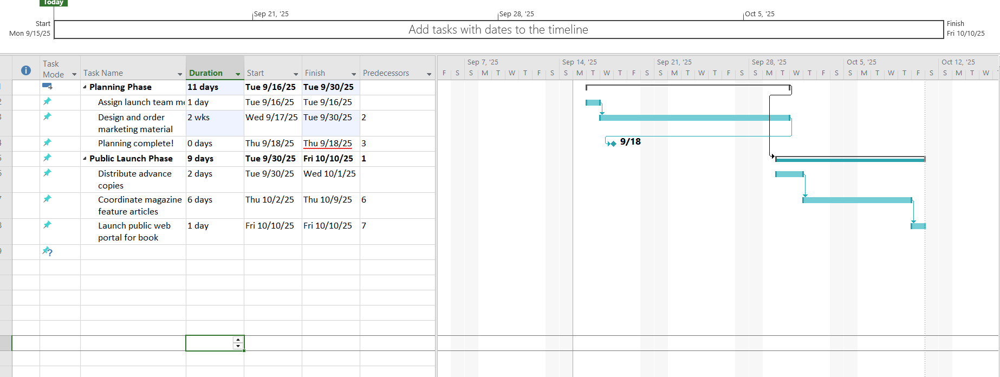 Today
Sep 21, '25 Sep 28, '25 Oct 5, '25
Start
Mon 9/15/25
Add tasks with dates to the timeline
Finish
Fri 10/10/25
Task Mode Task Name Duration Start Finish Predecessors
1 Planning Phase 11 days Tue 9/16/25 Tue 9/30/25
2 Assign launch team me 1 day Tue 9/16/25 Tue 9/16/25
3 Design and order marketing material 2 wks Wed 9/17/25 Tue 9/30/25 2
4 Planning complete! 0 days Thu 9/18/25 Thu 9/18/25 3
5 Public Launch Phase 9 days Tue 9/30/25 Fri 10/10/25 1
6 Distribute advance copies 2 days Tue 9/30/25 Wed 10/1/25
7 Coordinate magazine feature articles 6 days Thu 10/2/25 Thu 10/9/25 6
8 Launch public web portal for book 1 day Fri 10/10/25 Fri 10/10/25 7
9 ?
Sep 7, '25 Sep 14, '25 Sep 21, '25 Sep 28, '25 Oct 5, '25 Oct 12, '25
F S S M T W T F S S M T W T F S S M T W T F S S M T W T F S S M T W T F S S M T W
9/18